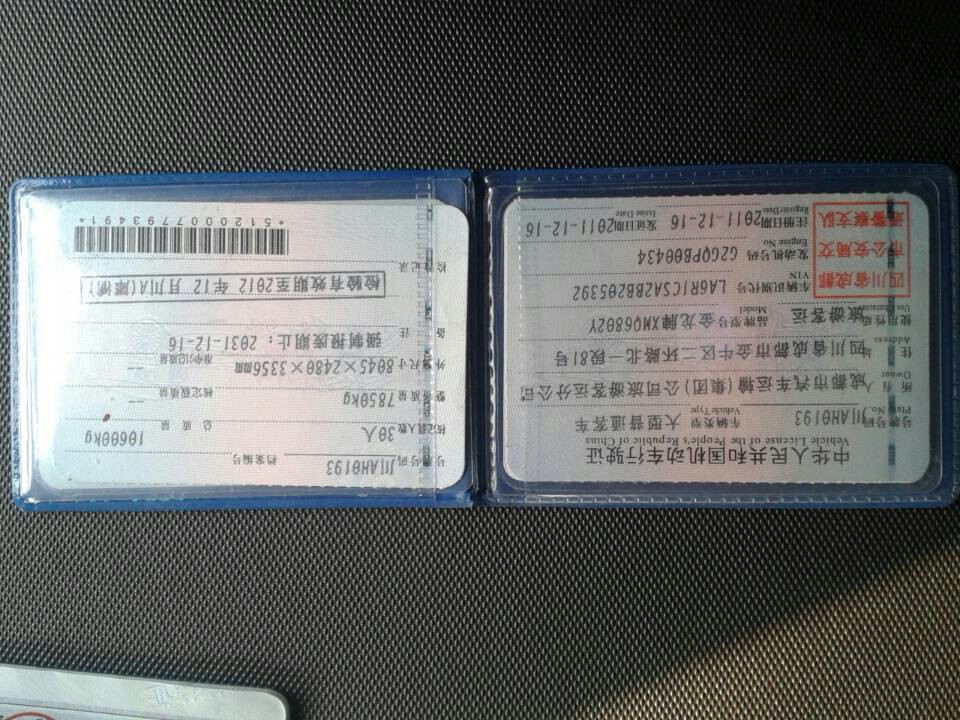 中华人民共和国机动车行驶证
Vehicle License of the People's Republic of China
号牌号码 川AH0193 车辆类型 大型普通客车
Plate No. Vehicle Type
所有人 成都市汽车运输(集团)公司旅游客运分公司
Owner
住址 四川省成都市金牛区二环路北一段81号
Address
使用性质 旅游客运 品牌型号 金龙牌XMQ6802Y
Use Character Model
四川省成都市公安局交通警察支队
车辆识别代号 LA6R1CSA2BB205392
VIN
发动机号码 G2CQPB00434
Engine No.
注册日期 2011-12-16 发证日期 2011-12-16
Register Date Issue Date
号牌号码 川AH0193 档案编号
核定载人数 30人 总质量 10600kg
整备质量 7850kg 核定载质量 --
外廓尺寸 8045×2480×3356mm 准牵引总质量 --
备注 强制报废期止: 2031-12-16
检验有效期至2012 年12 月川A
检验记录
*5120007793491*